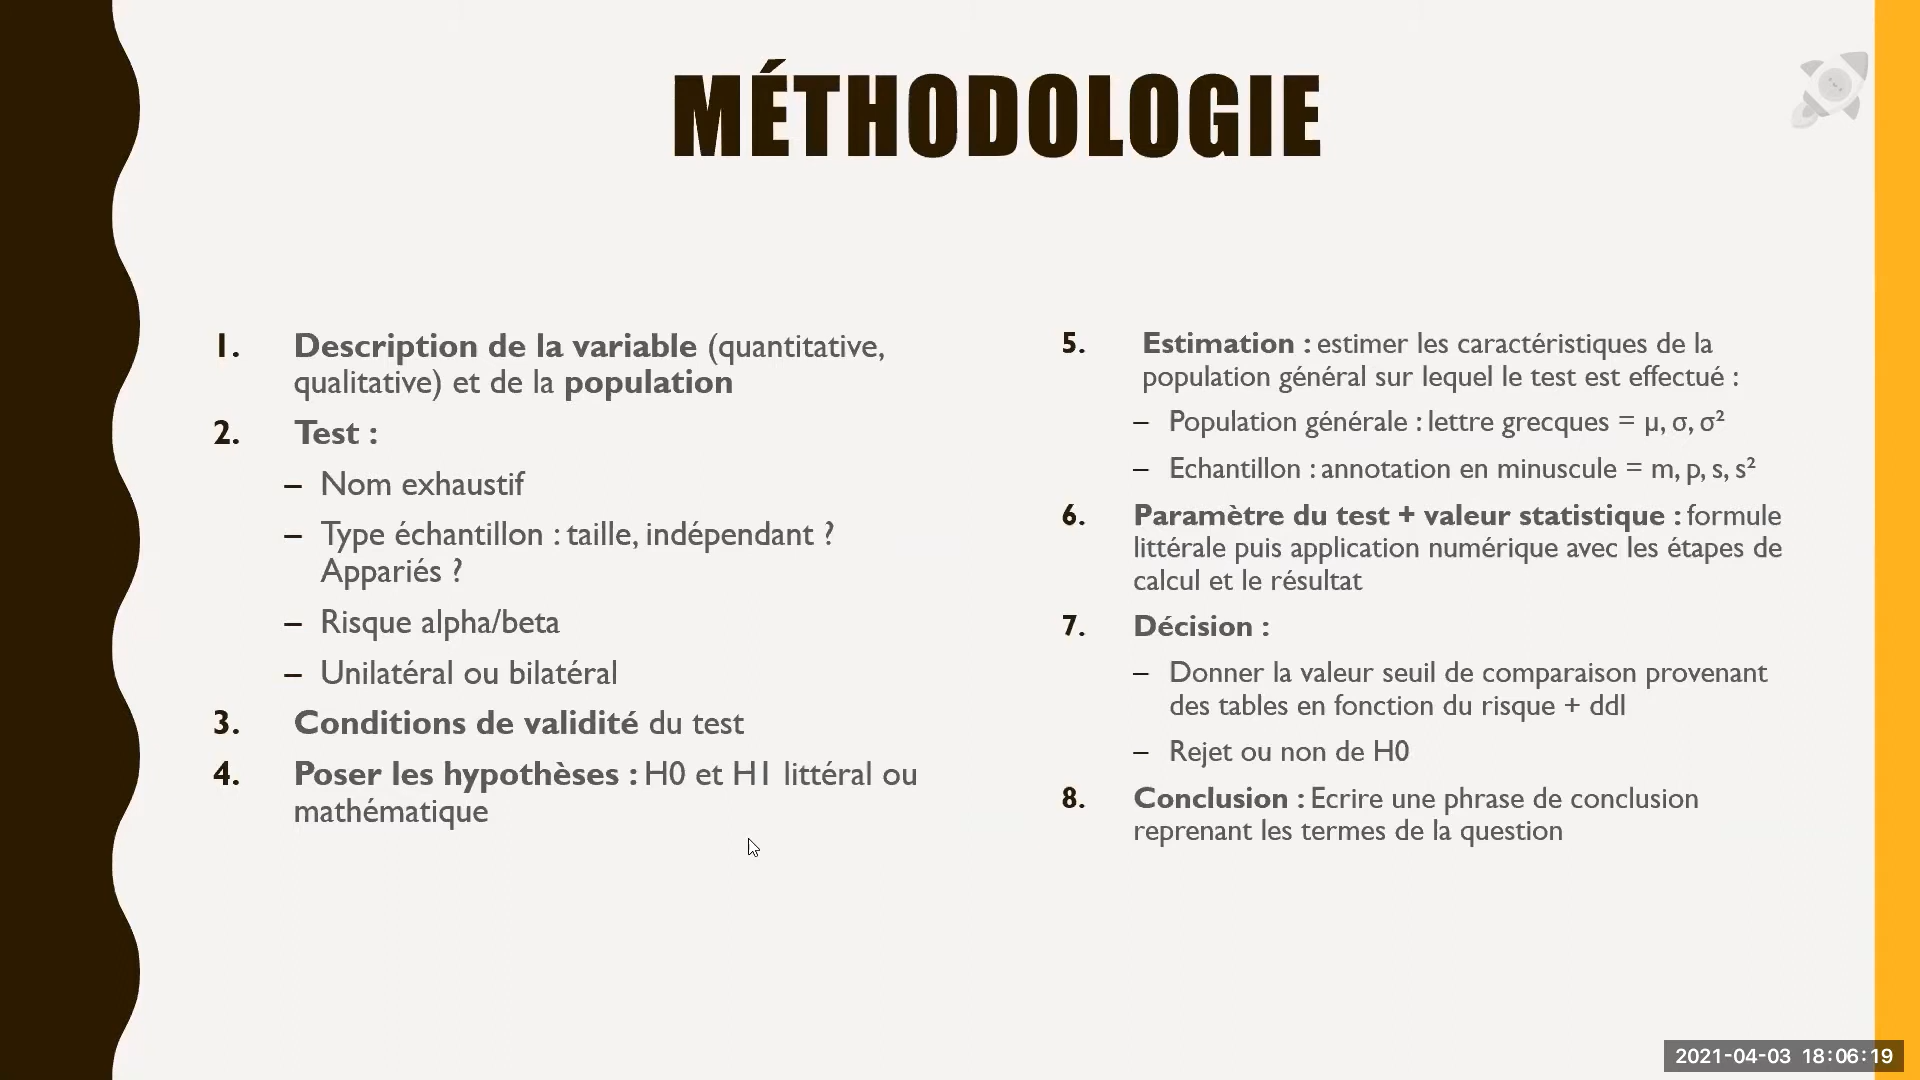 MÉTHODOLOGIE
1. Description de la variable (quantitative,
qualitative) et de la population
2. Test :
– Nom exhaustif
– Type échantillon : taille, indépendant ?
Appariés ?
– Risque alpha/beta
– Unilatéral ou bilatéral
3. Conditions de validité du test
4. Poser les hypothèses : H0 et H1 littéral ou
mathématique
5. Estimation : estimer les caractéristiques de la
population général sur lequel le test est effectué :
– Population générale : lettre grecques = μ, σ, σ²
– Echantillon : annotation en minuscule = m, p, s, s²
6. Paramètre du test + valeur statistique : formule
littérale puis application numérique avec les étapes de
calcul et le résultat
7. Décision :
– Donner la valeur seuil de comparaison provenant
des tables en fonction du risque + ddl
– Rejet ou non de H0
8. Conclusion : Ecrire une phrase de conclusion
reprenant les termes de la question
2021-04-03 18:06:19